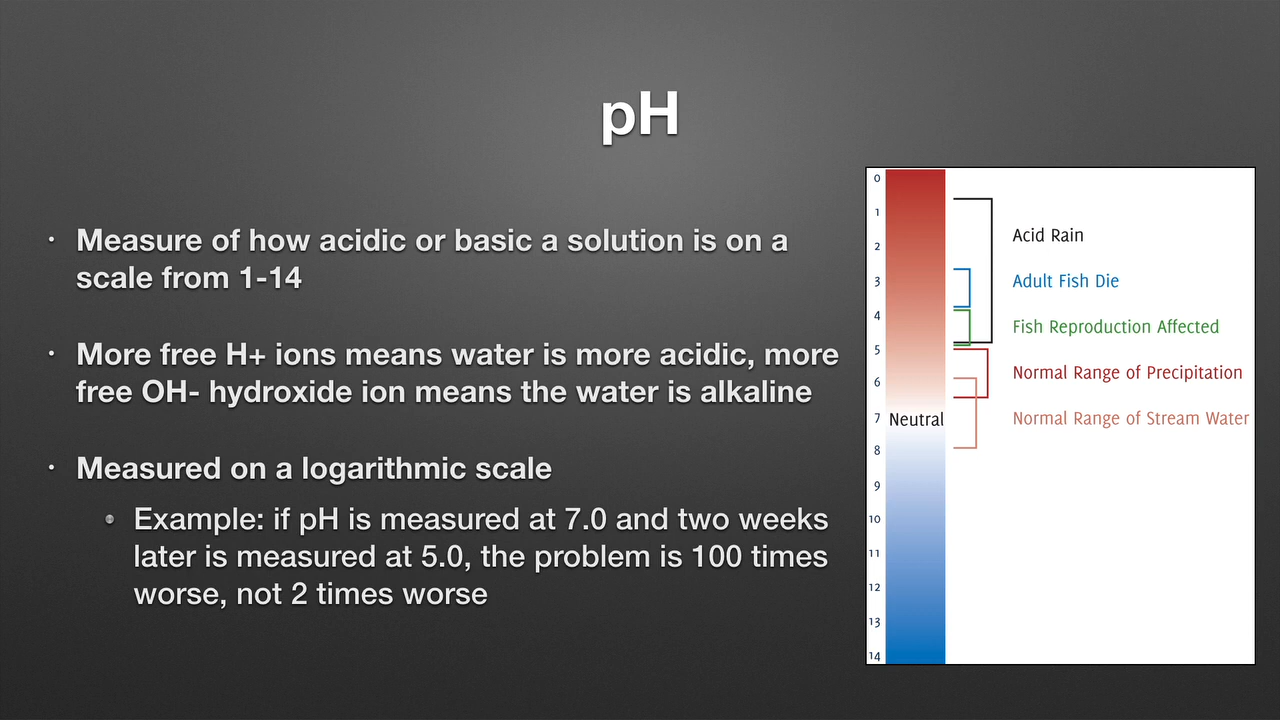 pH
• Measure of how acidic or basic a solution is on a
scale from 1-14
• More free H+ ions means water is more acidic, more
free OH- hydroxide ion means the water is alkaline
• Measured on a logarithmic scale
• Example: if pH is measured at 7.0 and two weeks
later is measured at 5.0, the problem is 100 times
worse, not 2 times worse
0
1
2
3
4
5
6
7
8
9
10
11
12
13
14
Neutral
Acid Rain
Adult Fish Die
Fish Reproduction Affected
Normal Range of Precipitation
Normal Range of Stream Water